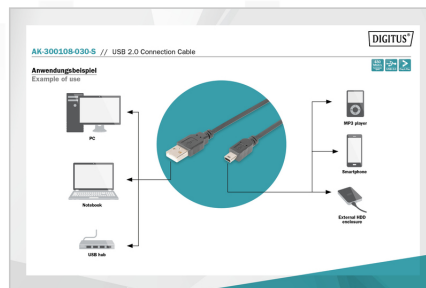 DIGITUS®
AK-300108-030-S // USB 2.0 Connection Cable
Anwendungsbeispiel
Example of use
PC
MP3 player
Notebook
Smartphone
External HDD
enclosure
USB hub